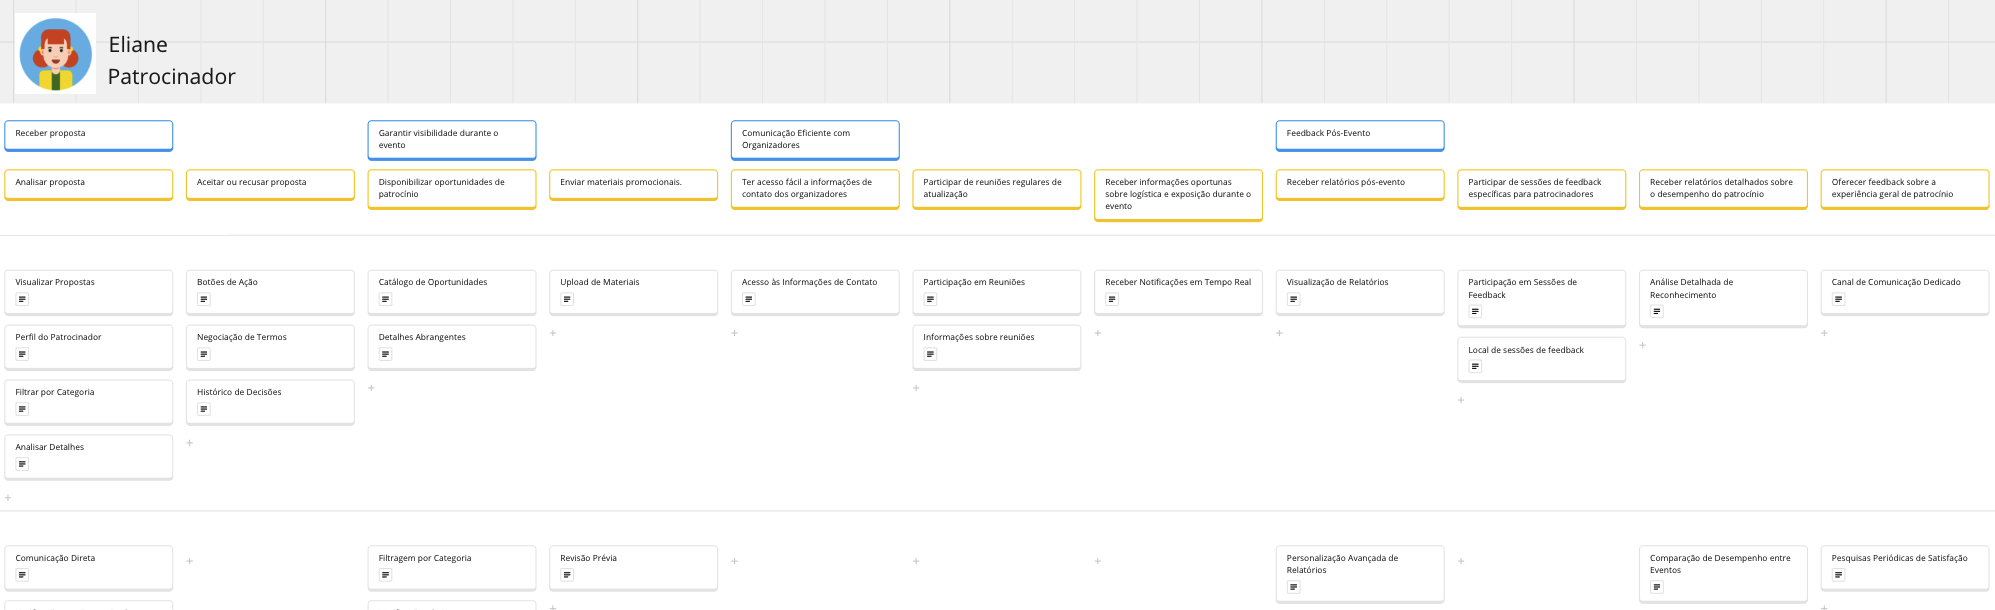 Eliane
Patrocinador
Receber proposta
Garantir visibilidade durante o
evento
Comunicação Eficiente com
Organizadores
Feedback Pós-Evento
Analisar proposta
Aceitar ou recusar proposta
Disponibilizar oportunidades de
patrocínio
Enviar materiais promocionais.
Ter acesso fácil a informações de
contato dos organizadores
Participar de reuniões regulares de
atualização
Receber informações oportunas
sobre logística e exposição durante o
evento
Receber relatórios pós-evento
Participar de sessões de feedback
específicas para patrocinadores
Receber relatórios detalhados sobre
o desempenho do patrocínio
Oferecer feedback sobre a
experiência geral de patrocínio
Visualizar Propostas
Botões de Ação
Catálogo de Oportunidades
Upload de Materiais
Acesso às Informações de Contato
Participação em Reuniões
Receber Notificações em Tempo Real
Visualização de Relatórios
Participação em Sessões de
Feedback
Análise Detalhada de
Reconhecimento
Canal de Comunicação Dedicado
Perfil do Patrocinador
Negociação de Termos
Detalhes Abrangentes
Informações sobre reuniões
Local de sessões de feedback
Filtrar por Categoria
Histórico de Decisões
Analisar Detalhes
Comunicação Direta
Filtragem por Categoria
Revisão Prévia
Personalização Avançada de
Relatórios
Comparação de Desempenho entre
Eventos
Pesquisas Periódicas de Satisfação